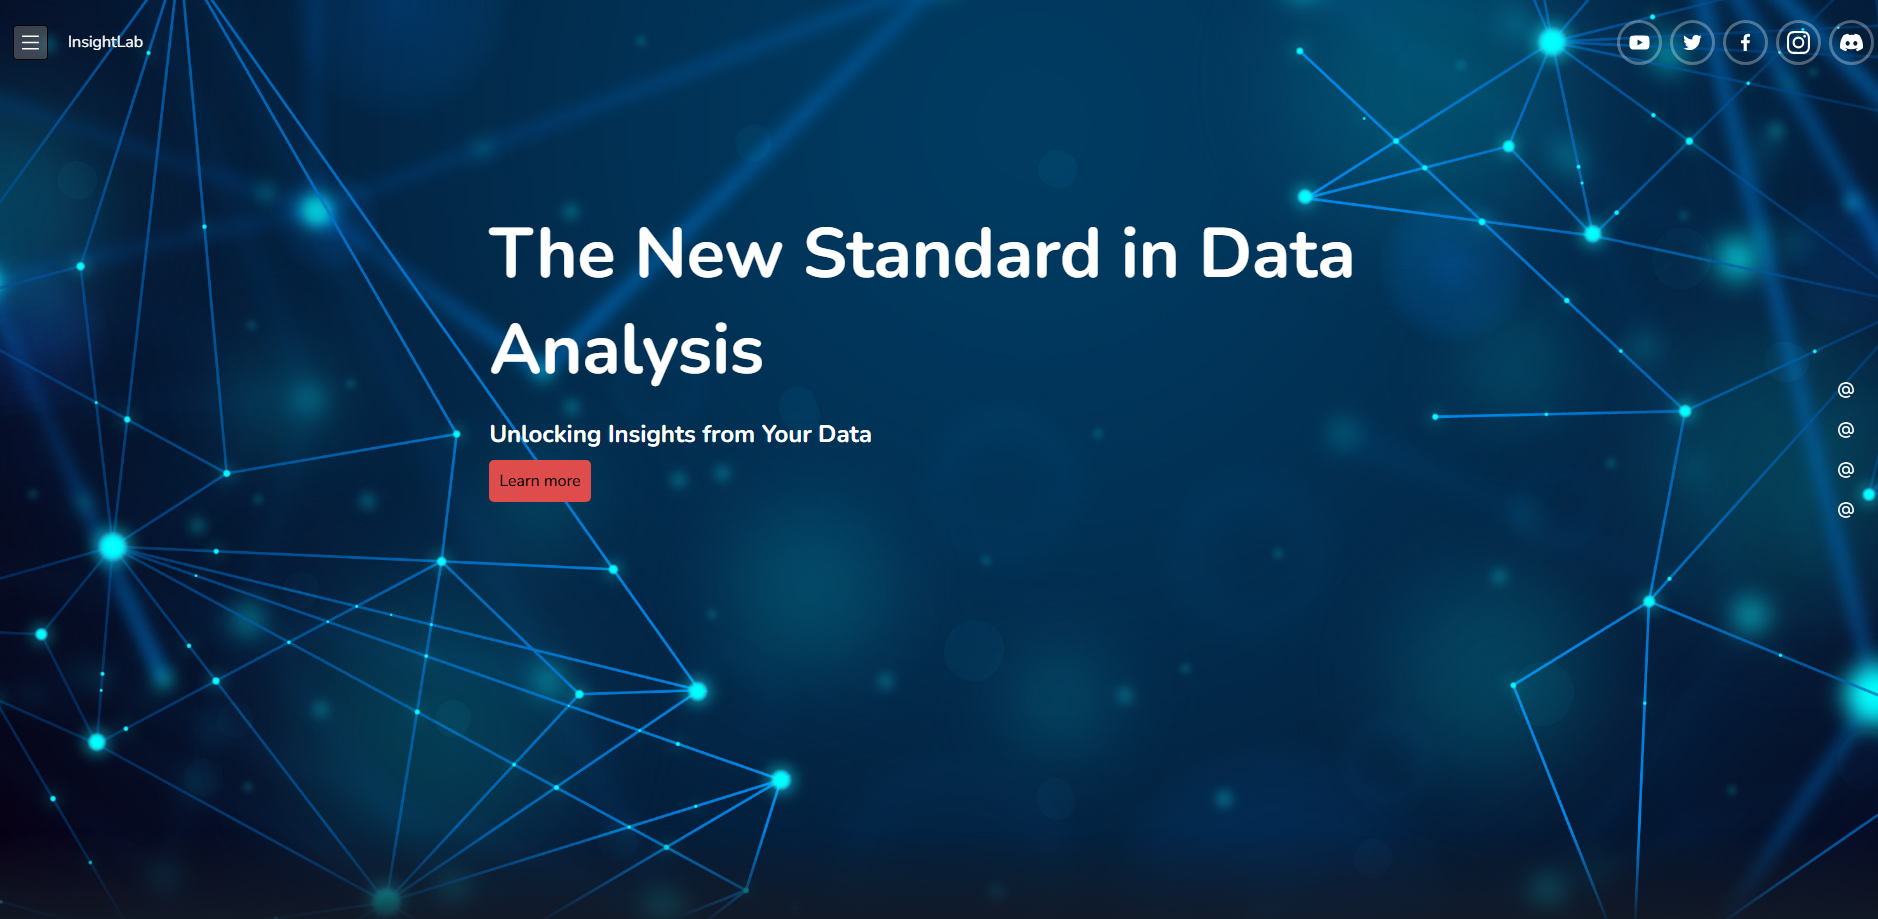 InsightLab
The New Standard in Data
Analysis
Unlocking Insights from Your Data
Learn more
@
@
@
@